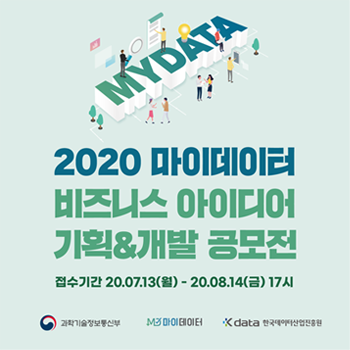 MYDATA
2020 마이데이터
비즈니스 아이디어
기획&개발 공모전
접수기간 20.07.13(월) - 20.08.14(금) 17시
과학기술정보통신부 마이데이터 Kdata 한국데이터산업진흥원